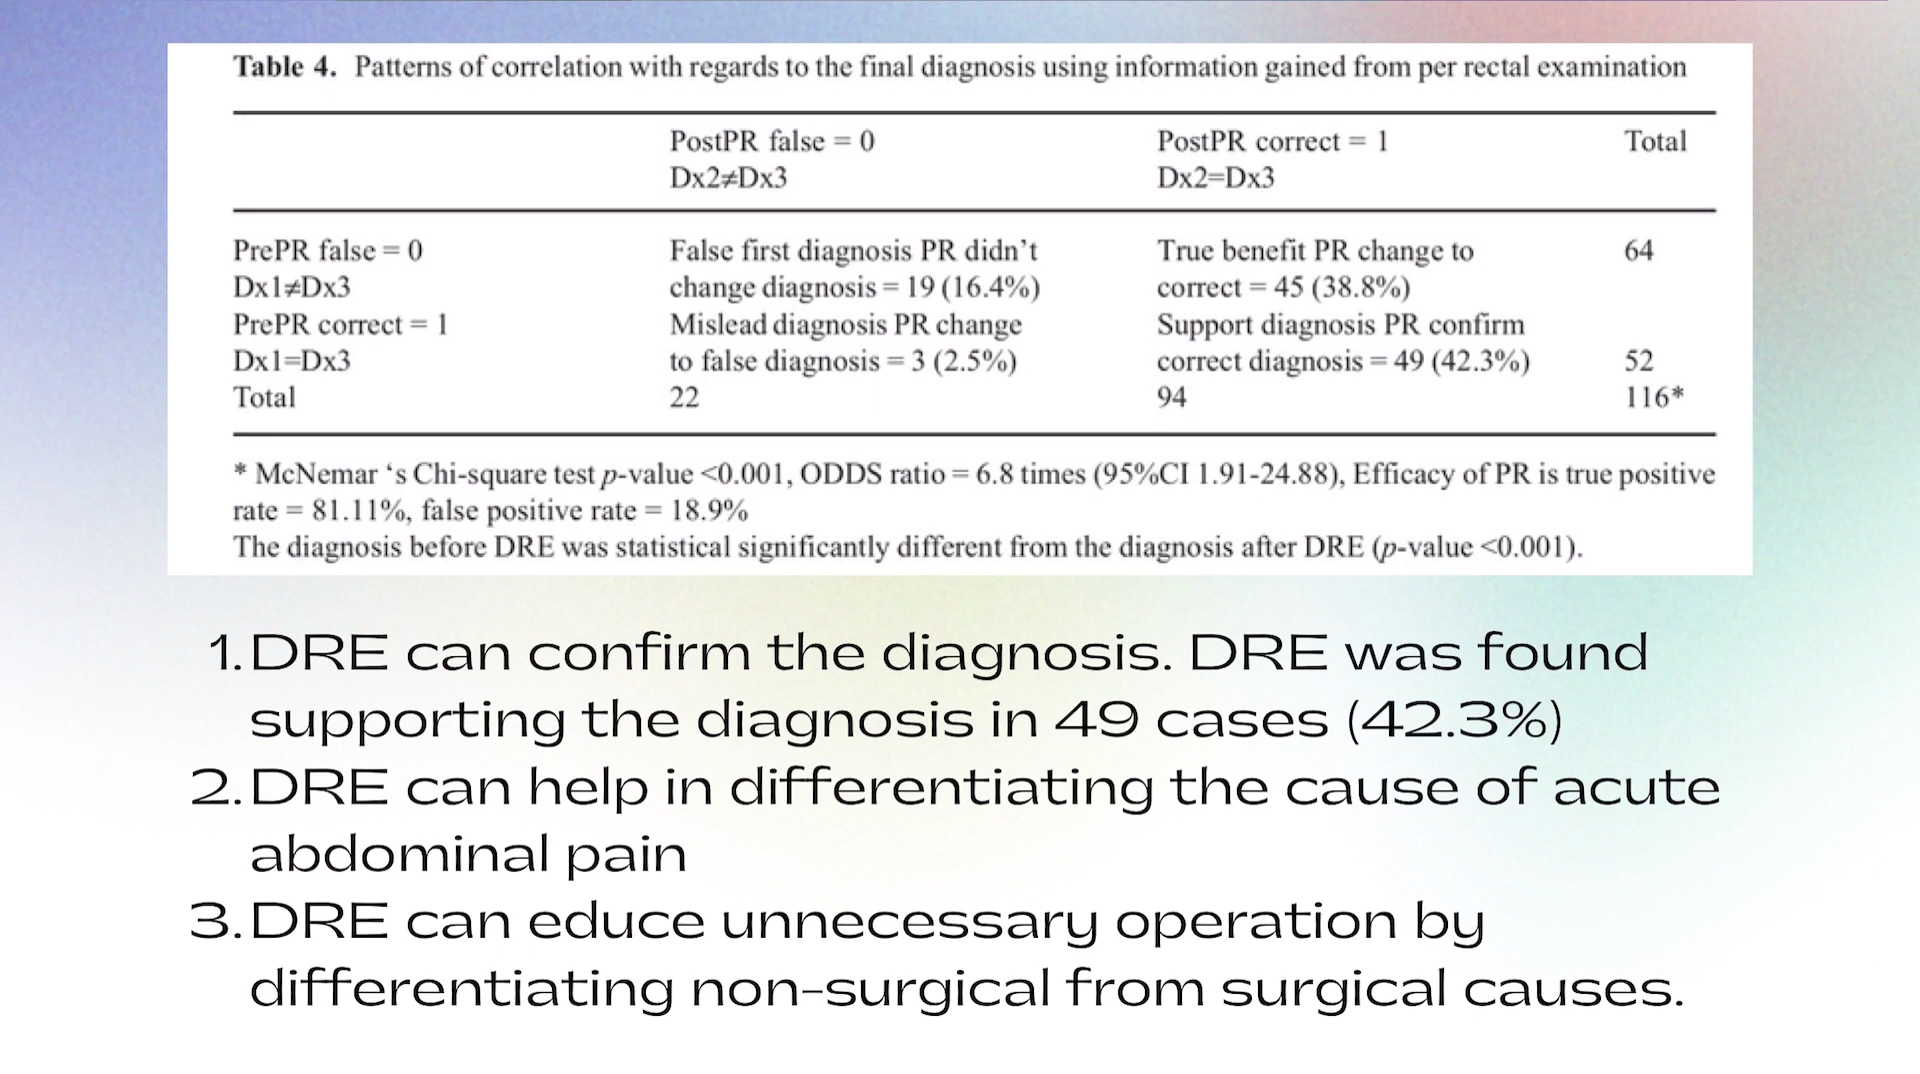 Table 4. Patterns of correlation with regards to the final diagnosis using information gained from per rectal examination
PostPR false = 0 PostPR correct = 1 Total
Dx2≠Dx3 Dx2=Dx3
PrePR false = 0 False first diagnosis PR didn't True benefit PR change to 64
Dx1≠Dx3 change diagnosis = 19 (16.4%) correct = 45 (38.8%)
PrePR correct = 1 Mislead diagnosis PR change Support diagnosis PR confirm
Dx1=Dx3 to false diagnosis = 3 (2.5%) correct diagnosis = 49 (42.3%) 52
Total 22 94 116*
* McNemar ‘s Chi-square test p-value <0.001, ODDS ratio = 6.8 times (95%CI 1.91-24.88), Efficacy of PR is true positive
rate = 81.11%, false positive rate = 18.9%
The diagnosis before DRE was statistical significantly different from the diagnosis after DRE (p-value <0.001).
1. DRE can confirm the diagnosis. DRE was found
supporting the diagnosis in 49 cases (42.3%)
2. DRE can help in differentiating the cause of acute
abdominal pain
3. DRE can educe unnecessary operation by
differentiating non-surgical from surgical causes.